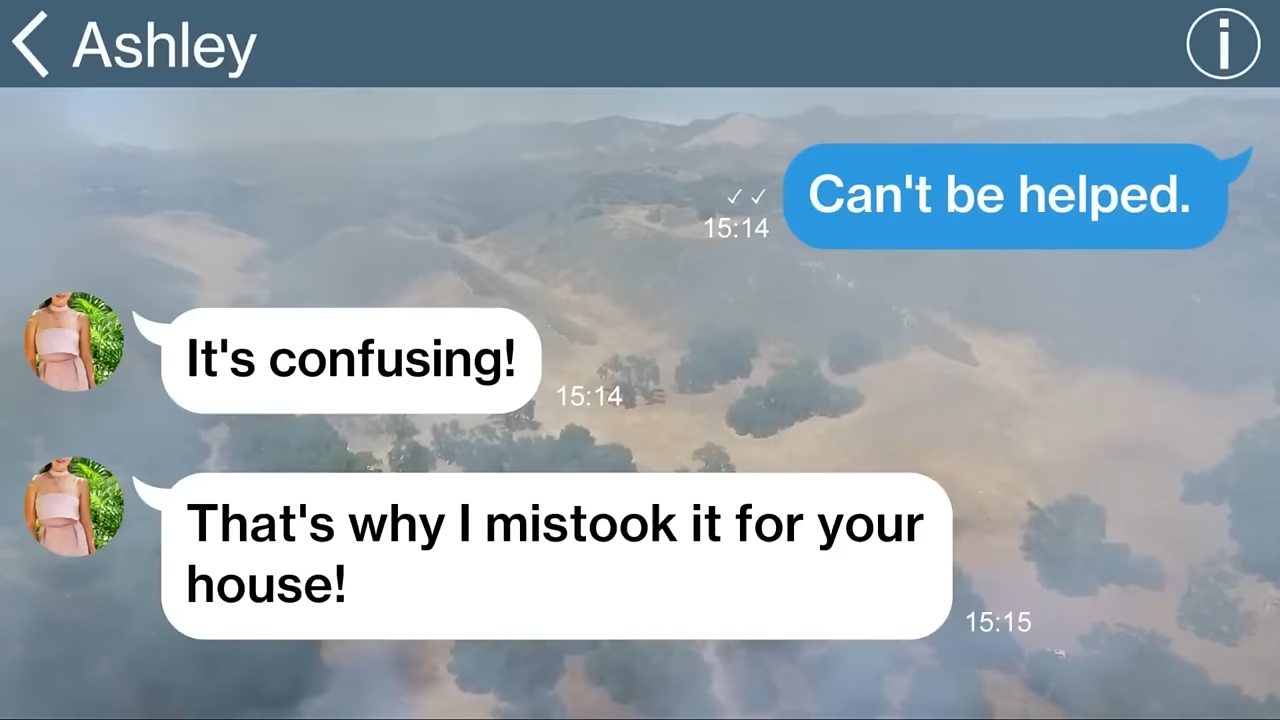 Ashley
Can't be helped.
✓✓
15:14
It's confusing!
15:14
That's why I mistook it for your
house!
15:15